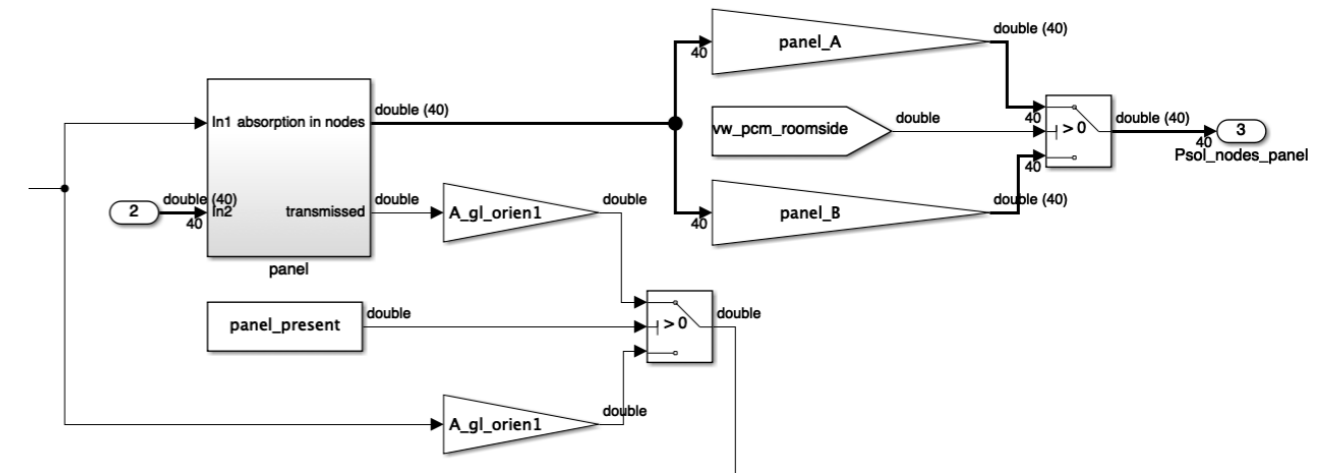 double (40)
panel_A
40
In1 absorption in nodes
double (40)
vw_pcm_roomside
double
40
> 0
40
double (40)
3
40
Psol_nodes_panel
2
double (40)
40
In2
transmissed
double
A_gl_orien1
double
40
panel_B
double (40)
panel
panel_present
double
> 0
double
A_gl_orien1
double